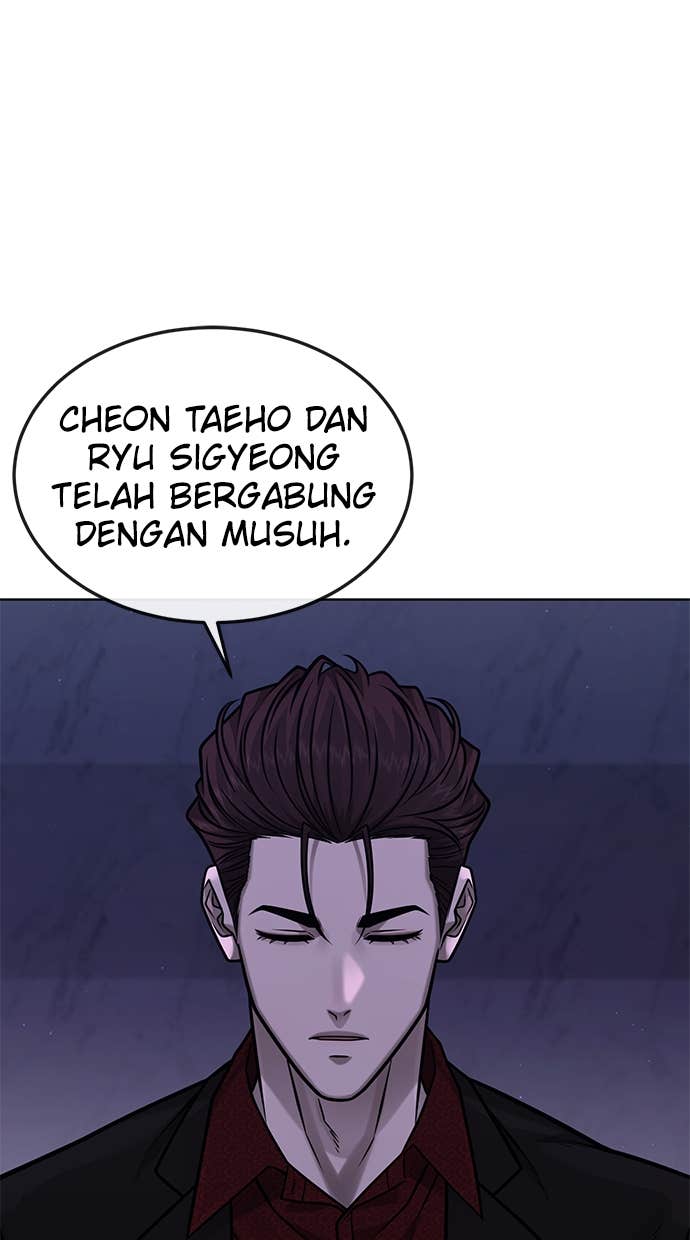 CHEON TAEHO DAN
RYU SIGYEONG
TELAH BERGABUNG
DENGAN MUSUH.